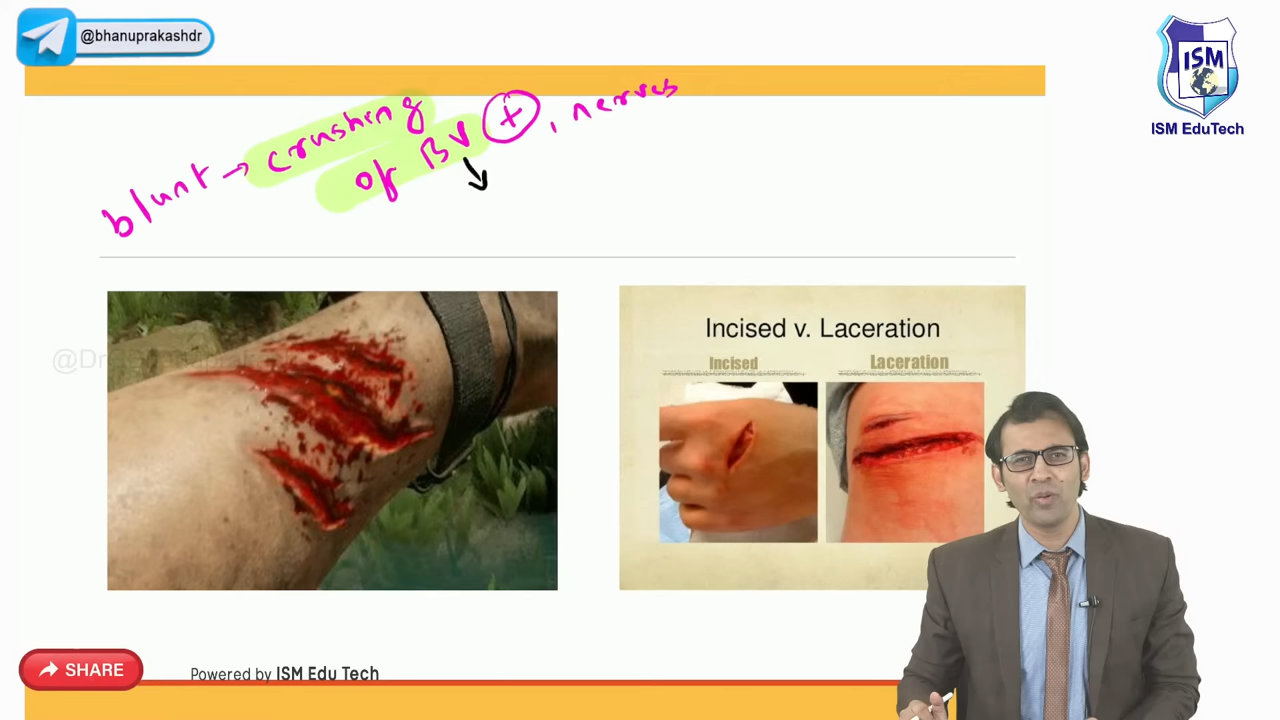 @bhanuprakashdr
ISM
ISM EduTech
blunt → crushing
of BV (+), nerves
Incised v. Laceration
Incised
Laceration
SHARE
Powered by ISM Edu Tech